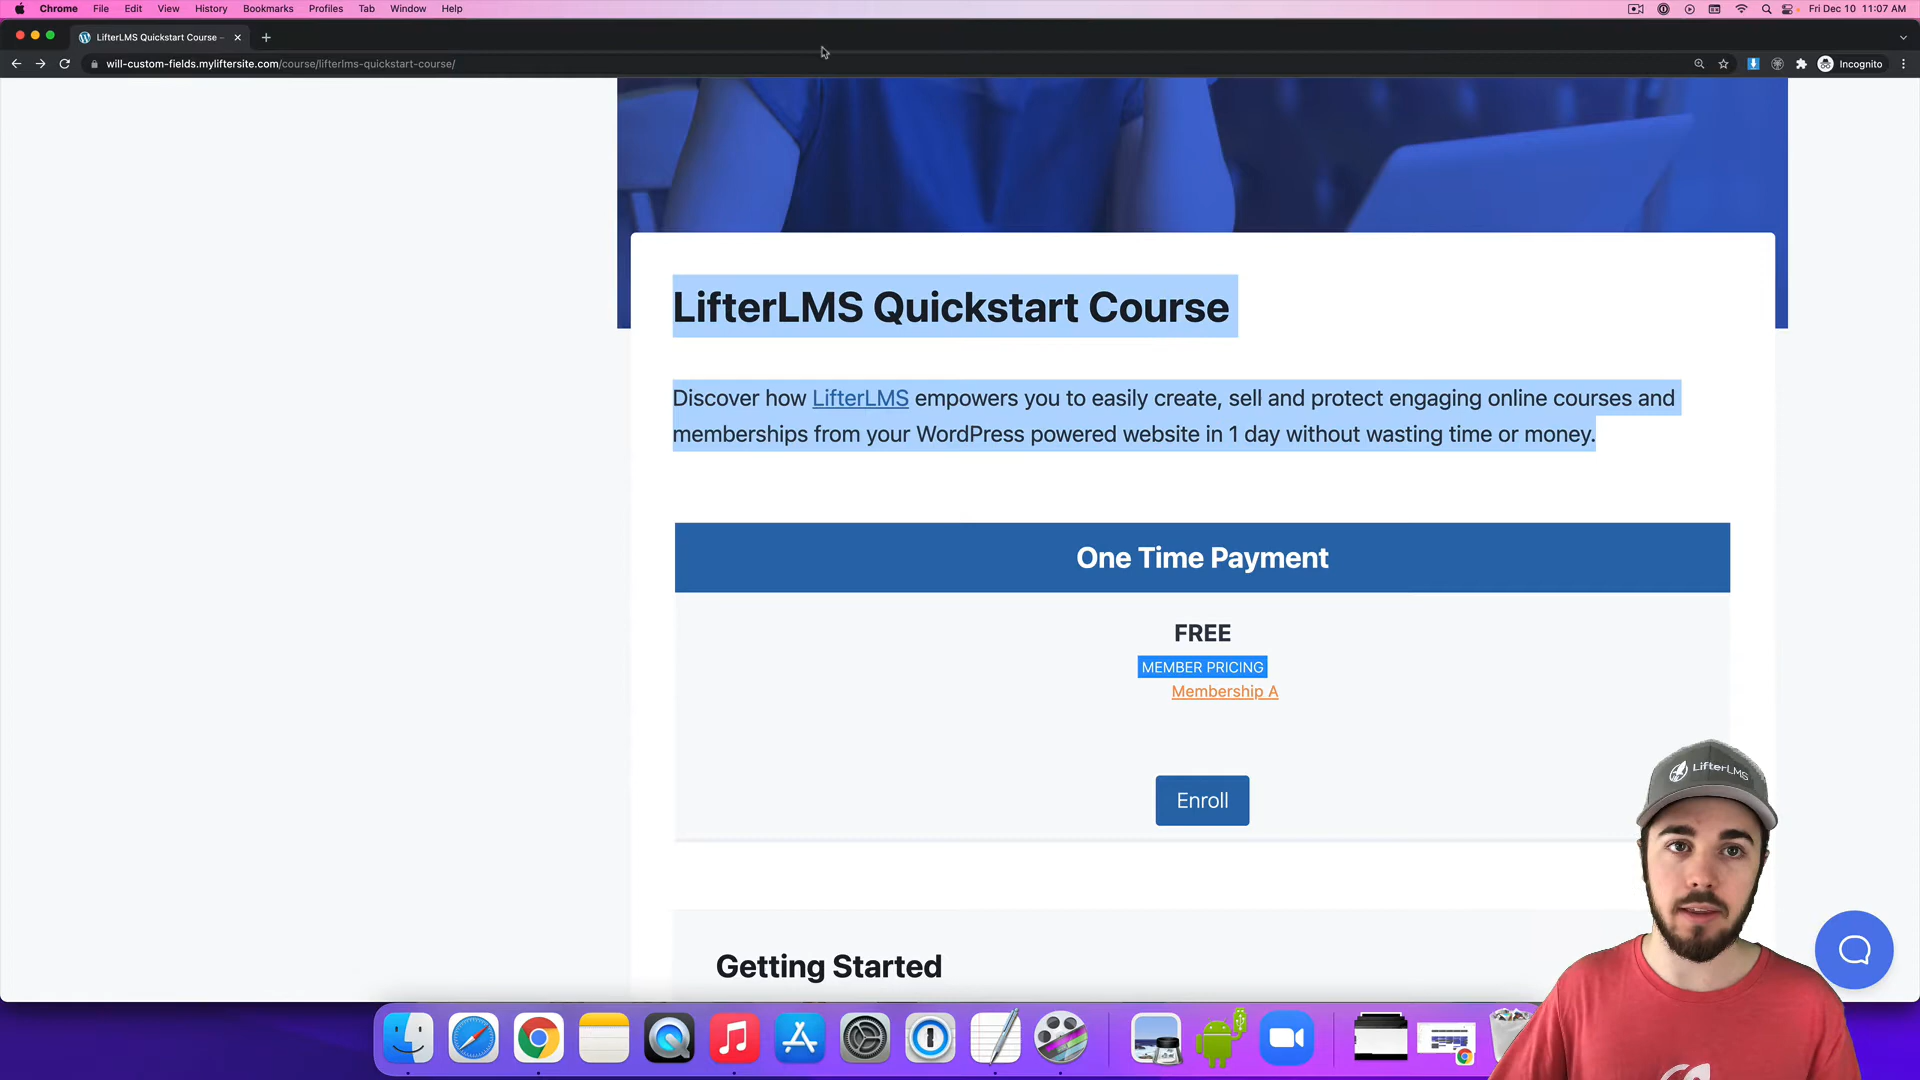 Chrome File Edit View History Bookmarks Profiles Tab Window Help Fri Dec 10 11:07 AM
LifterLMS Quickstart Course –
will-custom-fields.myliftersite.com/course/lifterlms-quickstart-course/ Incognito
LifterLMS Quickstart Course
Discover how LifterLMS empowers you to easily create, sell and protect engaging online courses and
memberships from your WordPress powered website in 1 day without wasting time or money.
One Time Payment
FREE
MEMBER PRICING
Membership A
Enroll
LifterLMS
Getting Started